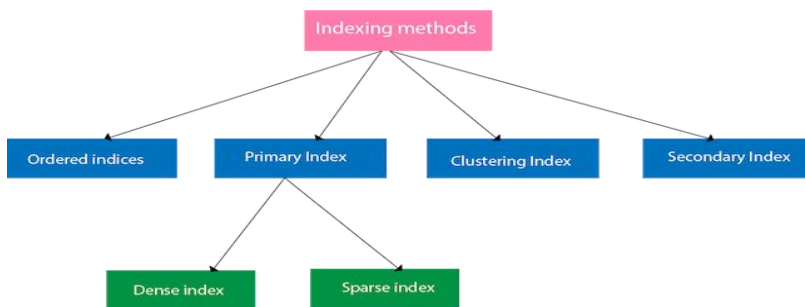 Indexing methods
Ordered indices
Primary Index
Clustering Index
Secondary Index
Dense index
Sparse index